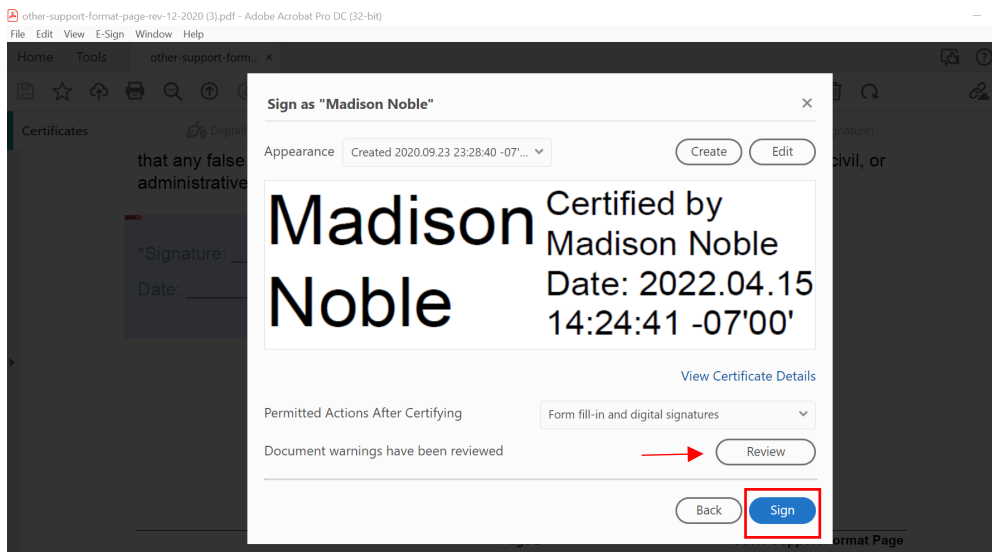 other-support-format-page-rev-12-2020 (3).pdf - Adobe Acrobat Pro DC (32-bit)
File Edit View E-Sign Window Help
Home Tools other-support-form... ×
Sign as "Madison Noble"
Certificates Digitall gnature)
Appearance Created 2020.09.23 23:28:40 -07'... Create Edit
that any false civil, or
administrative
Madison
Noble
Certified by
Madison Noble
Date: 2022.04.15
14:24:41 -07'00'
*Signature:
Date:
View Certificate Details
Permitted Actions After Certifying Form fill-in and digital signatures
Document warnings have been reviewed Review
Back Sign
ormat Page